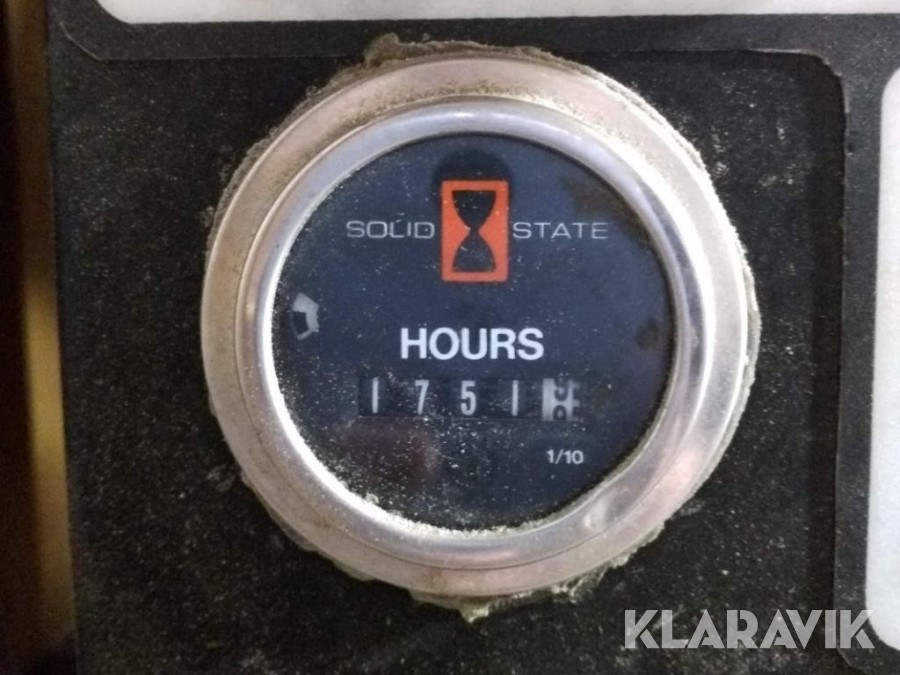 SOLID STATE
HOURS
1751
1/10
KLARAVIK